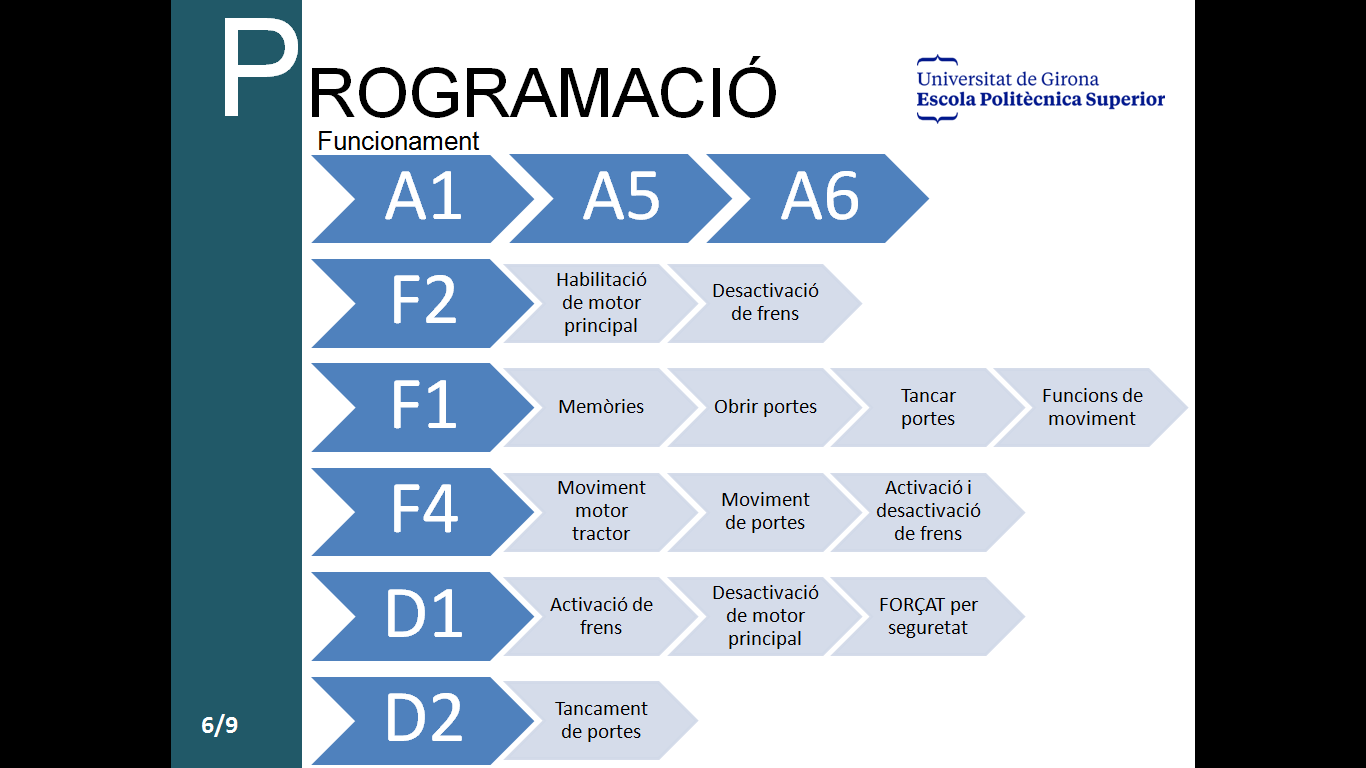 PROGRAMACIÓ
Universitat de Girona
Escola Politècnica Superior
Funcionament
A1
A5
A6
F2
Habilitació
de motor
principal
Desactivació
de frens
F1
Memòries
Obrir portes
Tancar
portes
Funcions de
moviment
F4
Moviment
motor
tractor
Moviment
de portes
Activació i
desactivació
de frens
D1
Activació de
frens
Desactivació
de motor
principal
FORÇAT per
seguretat
D2
Tancament
de portes
6/9